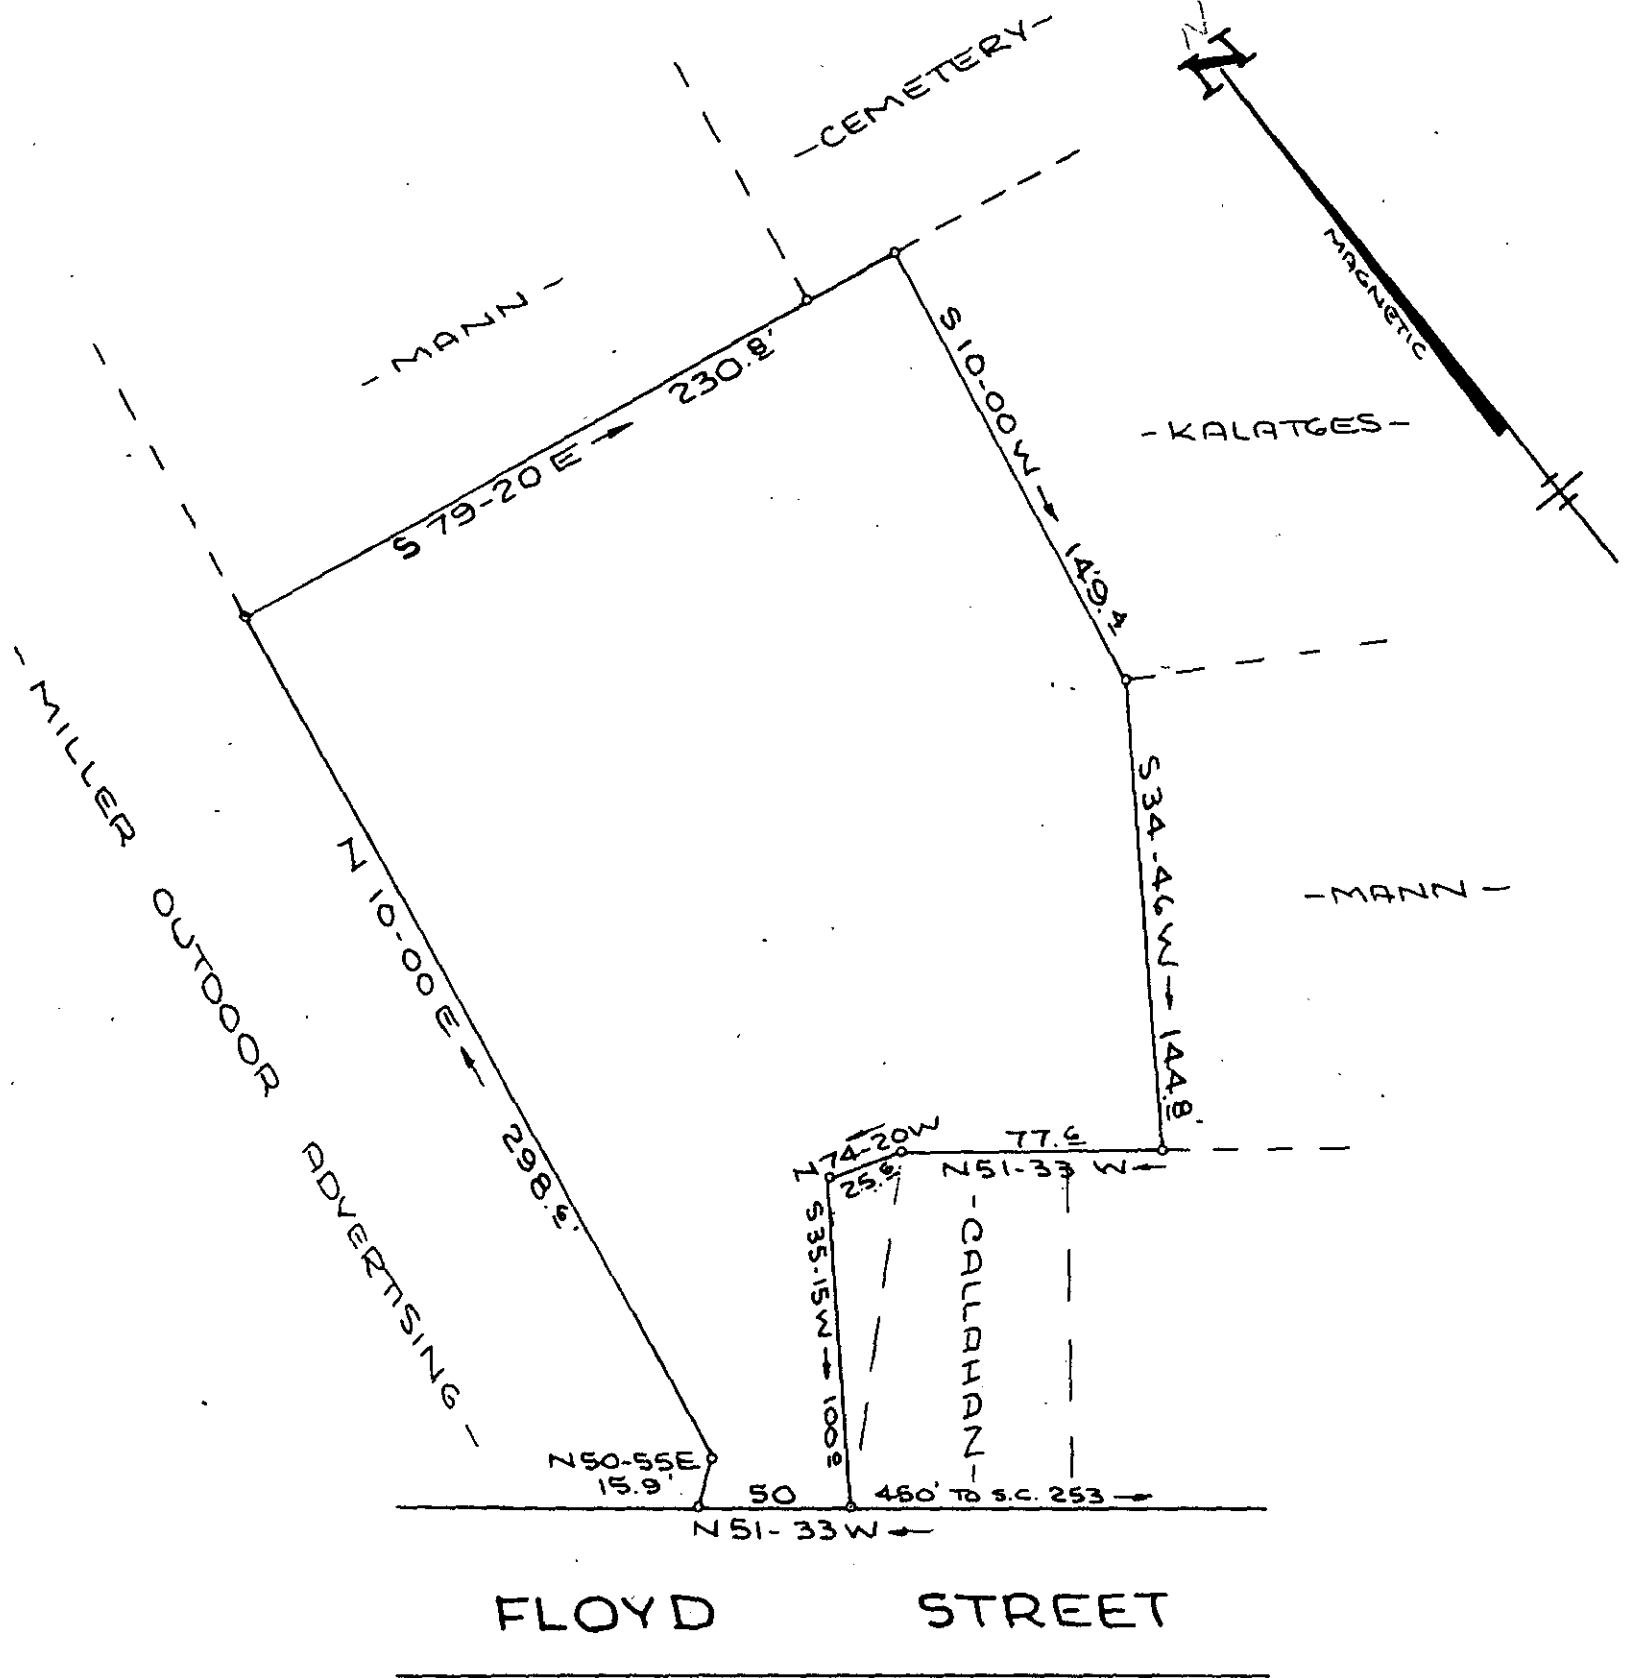 N
N
-CEMETERY-
MAGNETIC
-MANN-
230.8'
S 79-20 E
S 10-00 W
149.4
-KALATGES-
-MILLER OUTDOOR ADVERTISING-
N 10-00 E
298.6'
S 34-46 W
144.8'
-MANN-
N 74-20 W
25.6
77.6
N 51-33 W
S 35-15 W
100.0
-CALLAHAN-
N 50-55 E
15.9'
50
460' TO S.C. 253
N 51-33 W
FLOYD STREET